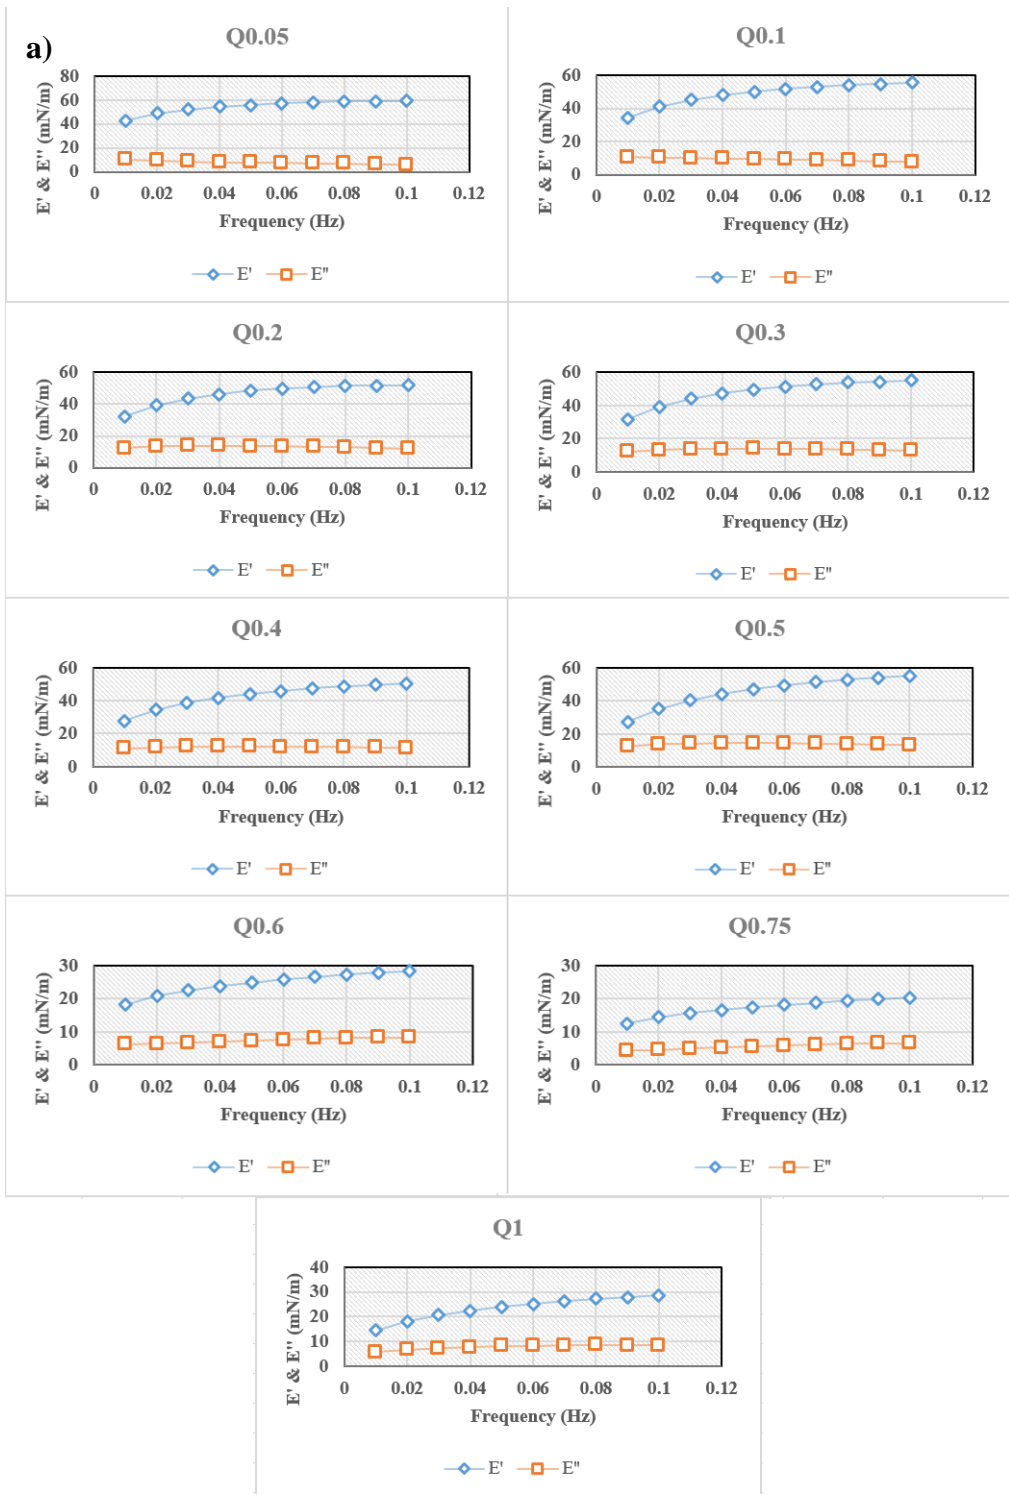 a)
Q0.05
E' & E'' (mN/m)
80
60
40
20
0
0 0.02 0.04 0.06 0.08 0.1 0.12
Frequency (Hz)
E' E''
Q0.1
E' & E'' (mN/m)
60
40
20
0
0 0.02 0.04 0.06 0.08 0.1 0.12
Frequency (Hz)
E' E''
Q0.2
E' & E'' (mN/m)
60
40
20
0
0 0.02 0.04 0.06 0.08 0.1 0.12
Frequency (Hz)
E' E''
Q0.3
E' & E'' (mN/m)
60
40
20
0
0 0.02 0.04 0.06 0.08 0.1 0.12
Frequency (Hz)
E' E''
Q0.4
E' & E'' (mN/m)
60
40
20
0
0 0.02 0.04 0.06 0.08 0.1 0.12
Frequency (Hz)
E' E''
Q0.5
E' & E'' (mN/m)
60
40
20
0
0 0.02 0.04 0.06 0.08 0.1 0.12
Frequency (Hz)
E' E''
Q0.6
E' & E'' (mN/m)
30
20
10
0
0 0.02 0.04 0.06 0.08 0.1 0.12
Frequency (Hz)
E' E''
Q0.75
E' & E'' (mN/m)
30
20
10
0
0 0.02 0.04 0.06 0.08 0.1 0.12
Frequency (Hz)
E' E''
Q1
E' & E'' (mN/m)
40
30
20
10
0
0 0.02 0.04 0.06 0.08 0.1 0.12
Frequency (Hz)
E' E''